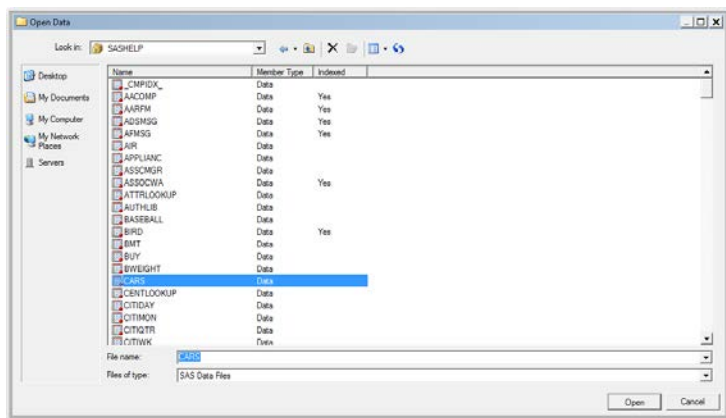 Open Data
Look in: SASHELP
Desktop
My Documents
My Computer
My Network Places
Servers
Name Member Type Indexed
_CMPIDX_ Data
AACOMP Data Yes
AARFM Data Yes
ADSMSG Data Yes
AFMSG Data Yes
AIR Data
APPLIANC Data
ASSCMGR Data
ASSOCWA Data Yes
ATTRLOOKUP Data
AUTHLIB Data
BASEBALL Data
BIRD Data Yes
BMT Data
BUY Data
BWEIGHT Data
CARS Data
CENTLOOKUP Data
CITIDAY Data
CITIMON Data
CITIQTR Data
CITIWK Data
File name: CARS
Files of type: SAS Data Files
Open Cancel